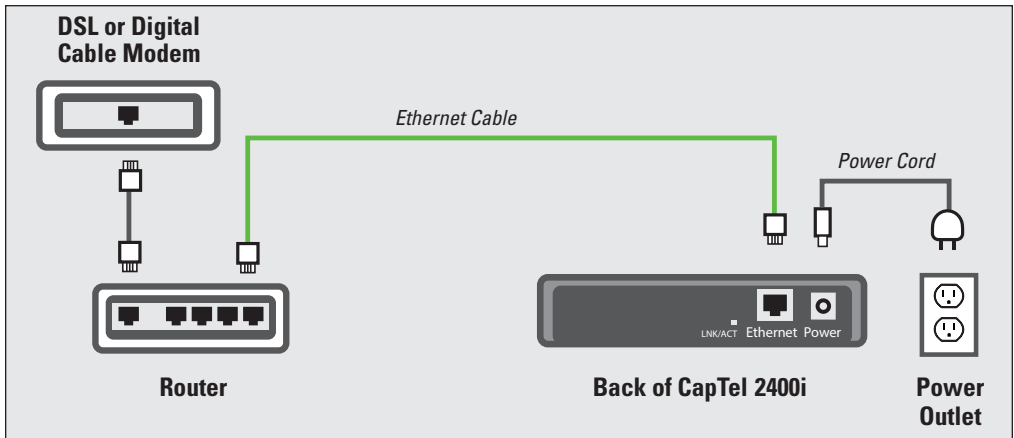 DSL or Digital
Cable Modem
Ethernet Cable
Power Cord
LNK/ACT Ethernet Power
Router
Back of CapTel 2400i
Power
Outlet